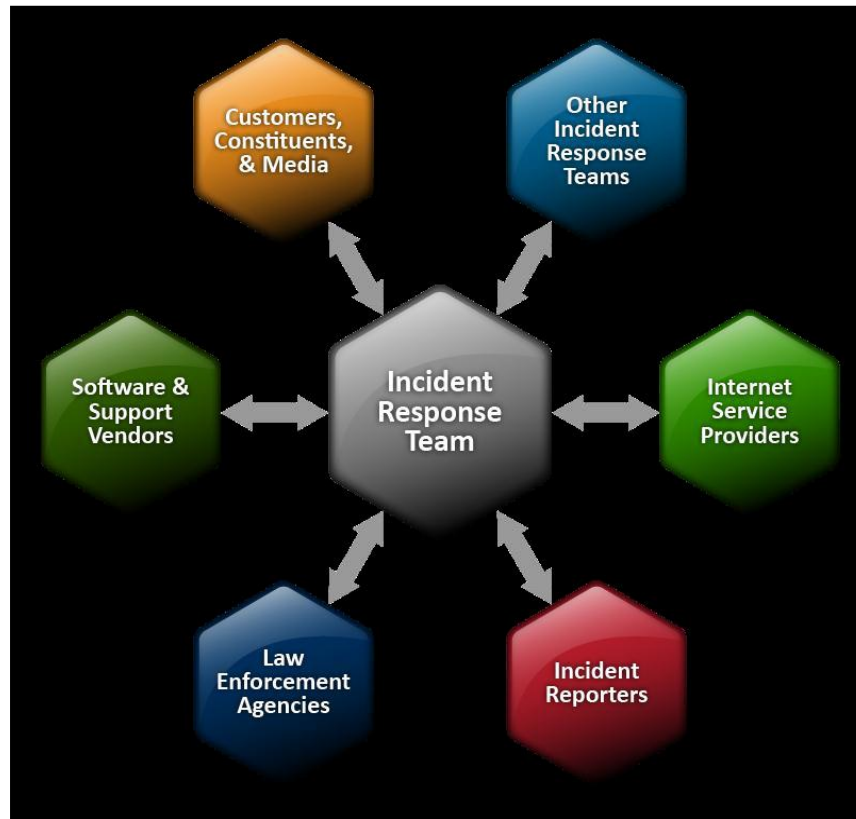 Customers,
Constituents,
& Media
Other
Incident
Response
Teams
Software &
Support
Vendors
Incident
Response
Team
Internet
Service
Providers
Law
Enforcement
Agencies
Incident
Reporters